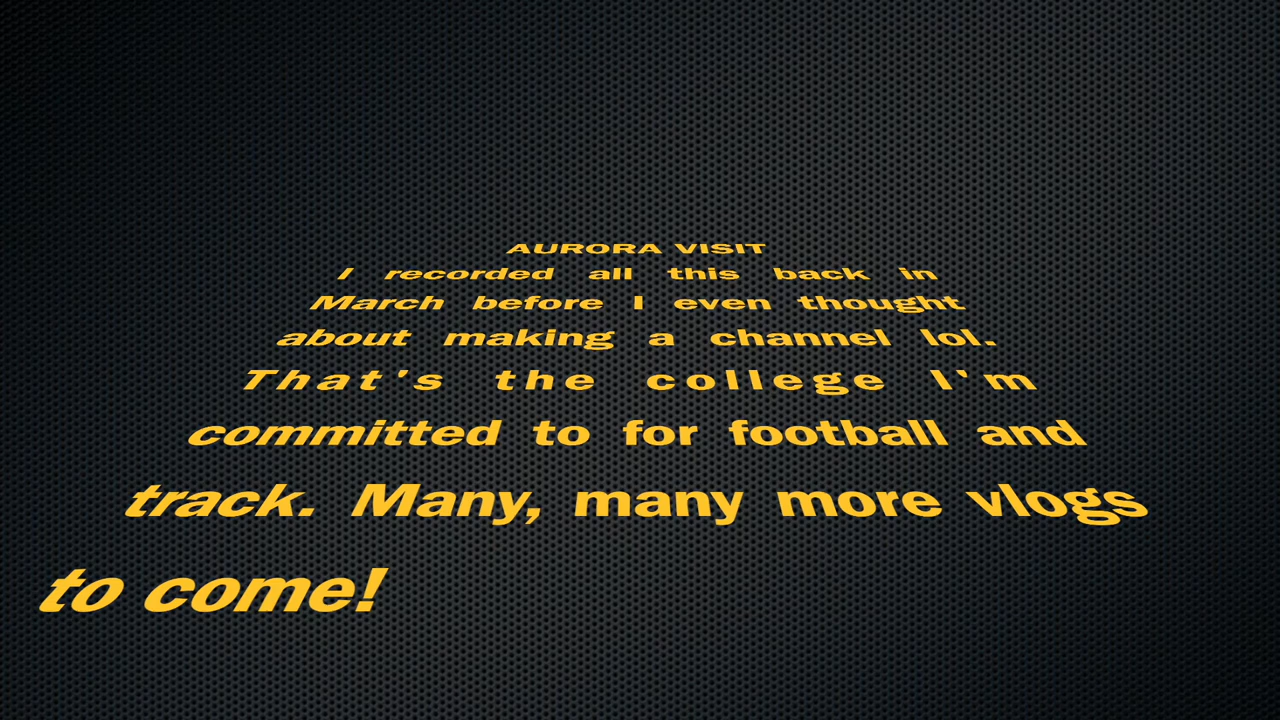 AURORA VISIT
I recorded all this back in
March before I even thought
about making a channel lol.
That's the college I'm
committed to for football and
track. Many, many more vlogs
to come!